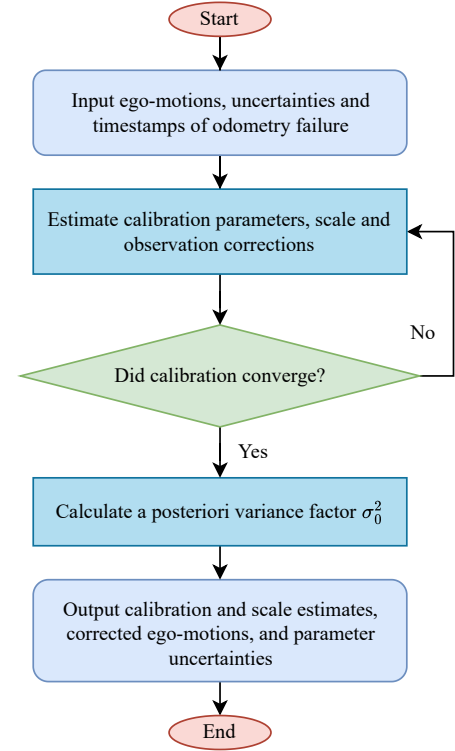 Start
Input ego-motions, uncertainties and
timestamps of odometry failure
Estimate calibration parameters, scale and
observation corrections
No
Did calibration converge?
Yes
Calculate a posteriori variance factor σ₀²
Output calibration and scale estimates,
corrected ego-motions, and parameter
uncertainties
End